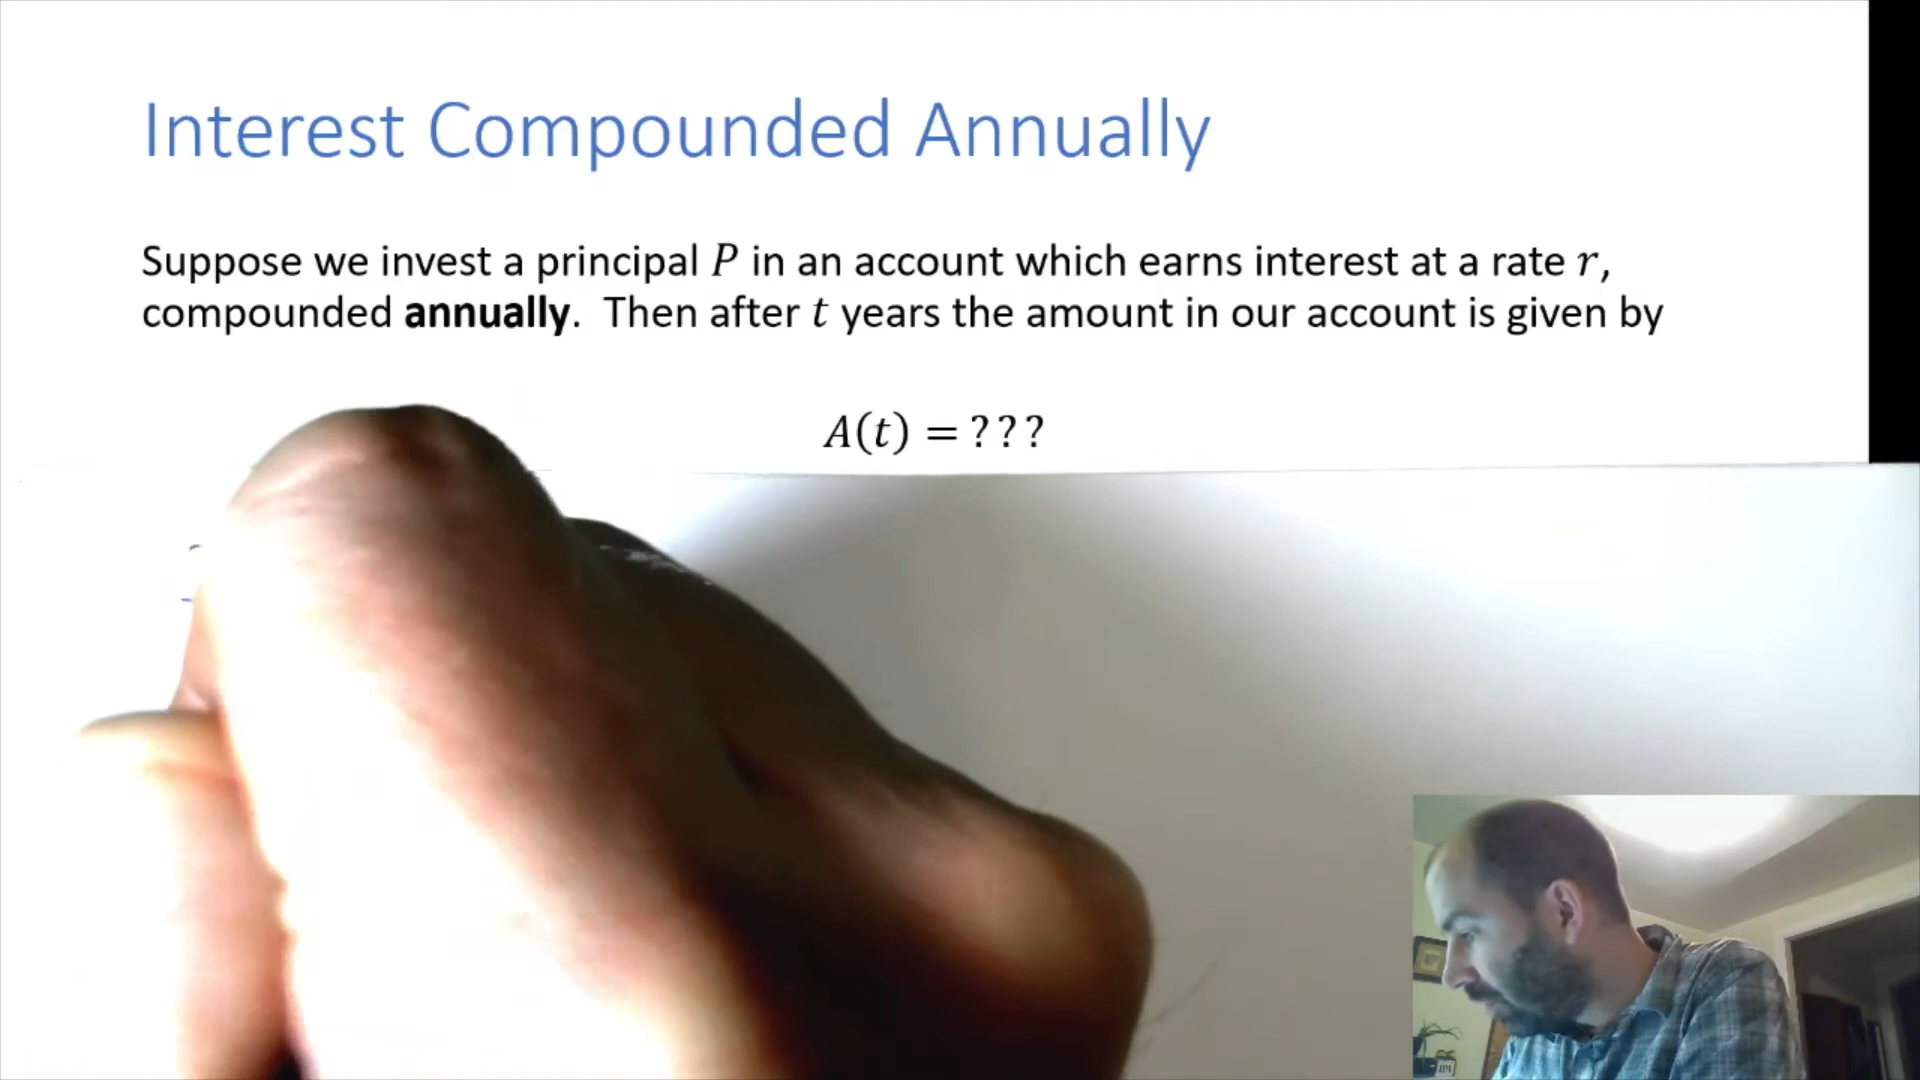 Interest Compounded Annually
Suppose we invest a principal P in an account which earns interest at a rate r,
compounded annually. Then after t years the amount in our account is given by
A(t) = ???